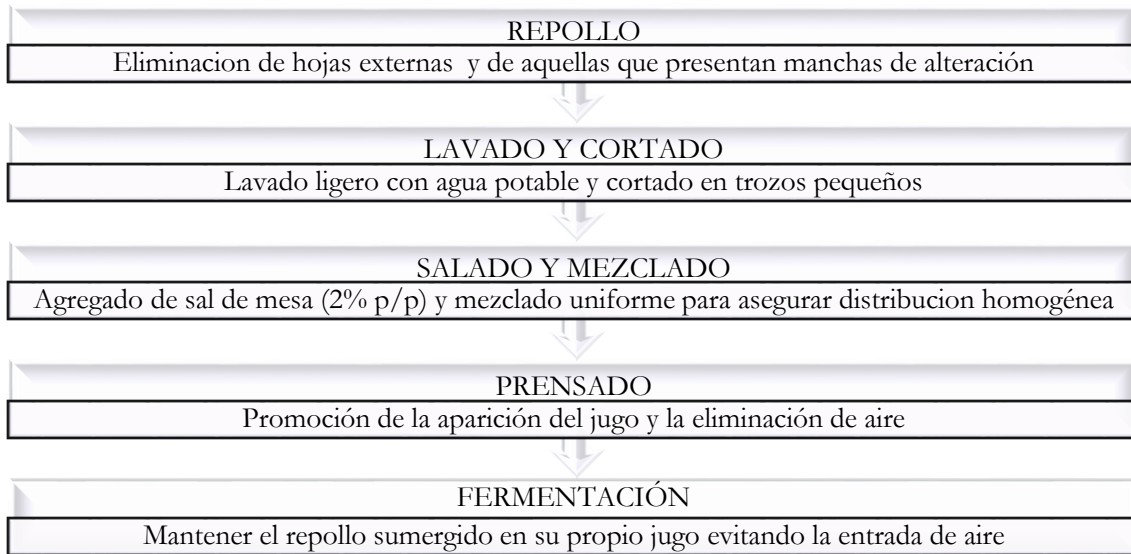 REPOLLO
Eliminacion de hojas externas y de aquellas que presentan manchas de alteración
LAVADO Y CORTADO
Lavado ligero con agua potable y cortado en trozos pequeños
SALADO Y MEZCLADO
Agregado de sal de mesa (2% p/p) y mezclado uniforme para asegurar distribucion homogénea
PRENSADO
Promoción de la aparición del jugo y la eliminación de aire
FERMENTACIÓN
Mantener el repollo sumergido en su propio jugo evitando la entrada de aire